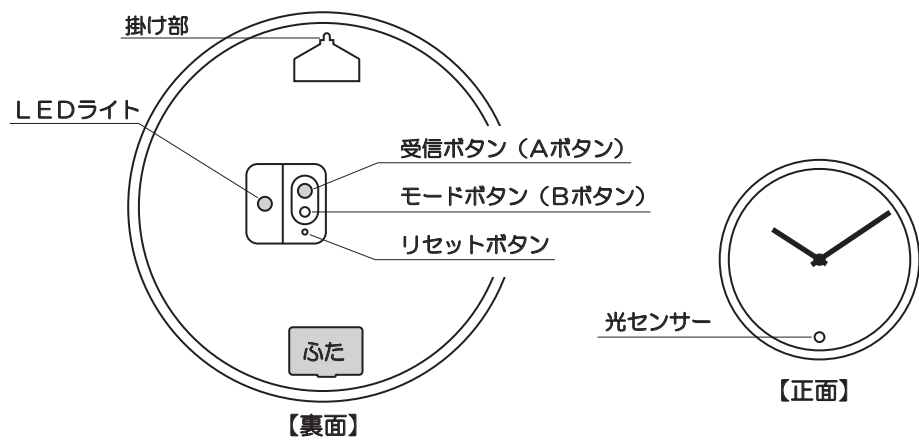 掛け部
ＬＥＤライト
受信ボタン（Ａボタン）
モードボタン（Ｂボタン）
リセットボタン
ふた
【裏面】
光センサー
【正面】